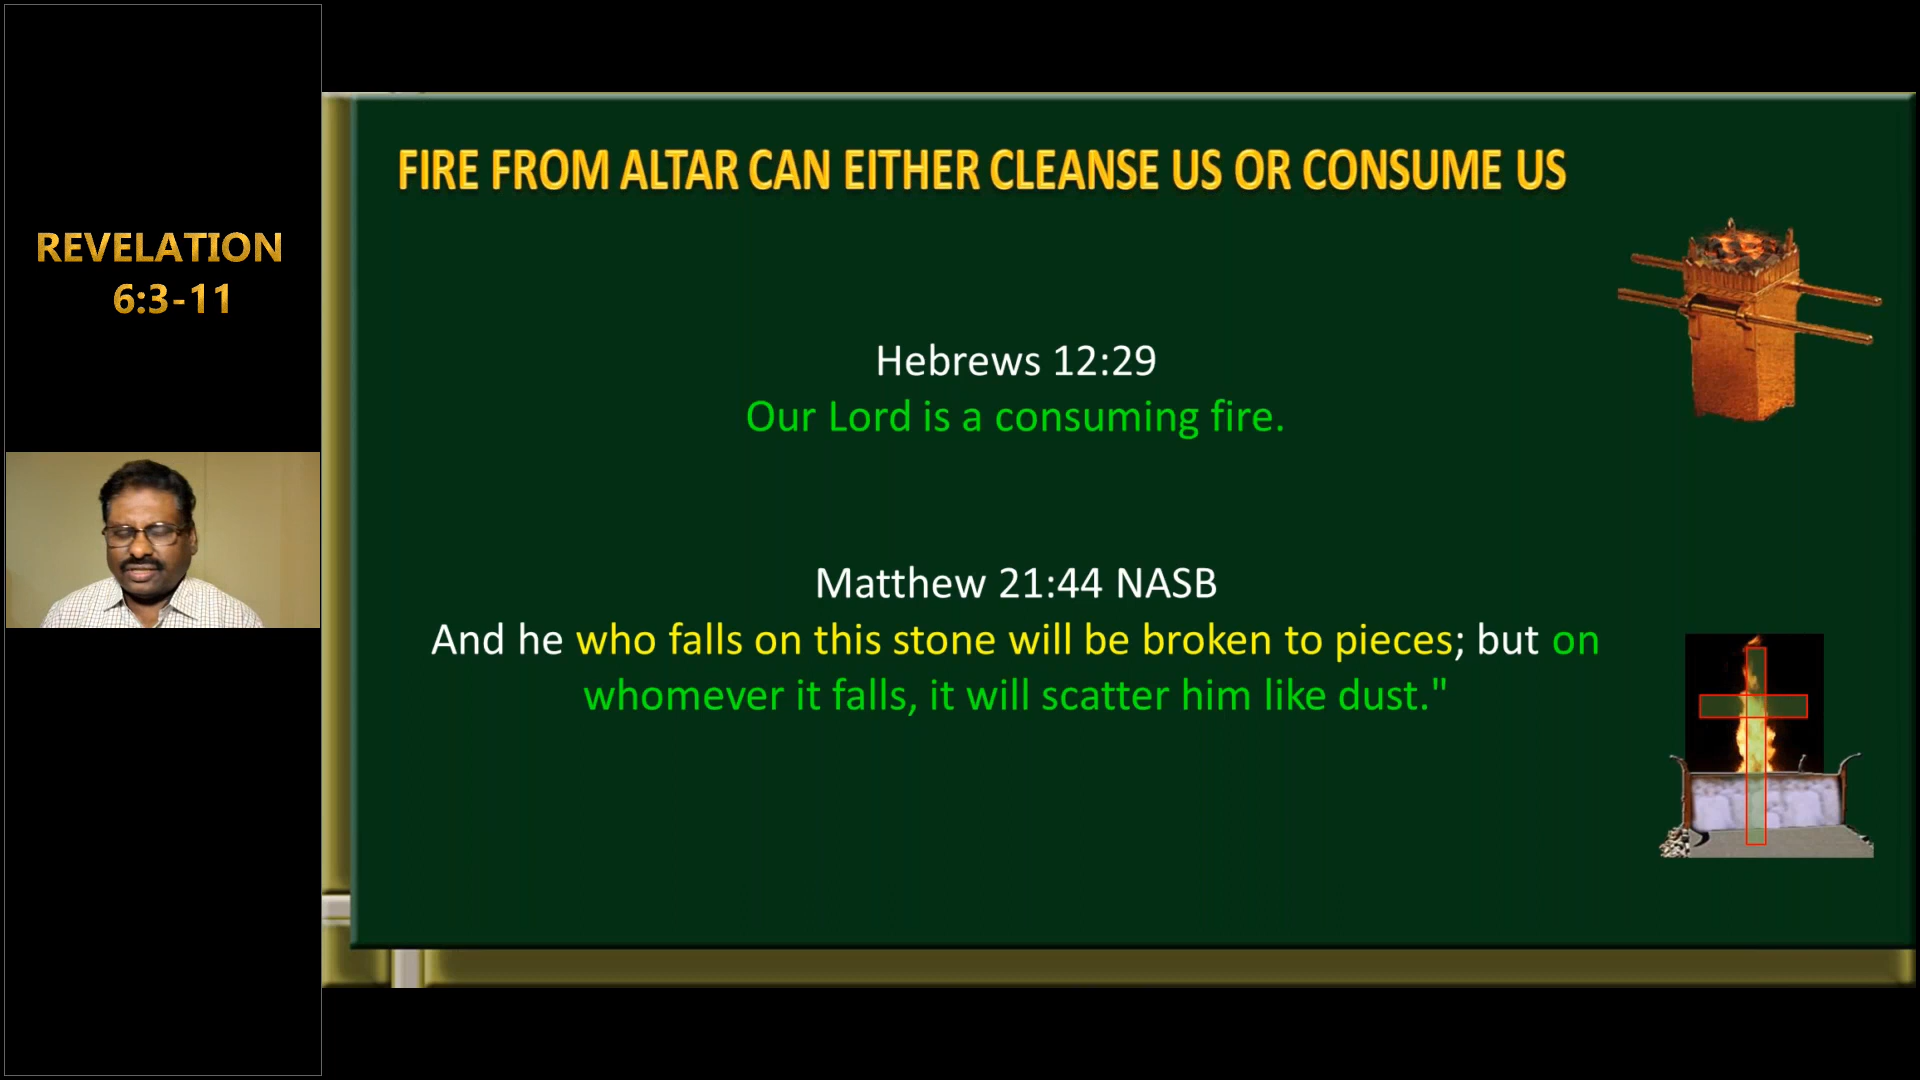 REVELATION
6:3-11
FIRE FROM ALTAR CAN EITHER CLEANSE US OR CONSUME US
Hebrews 12:29
Our Lord is a consuming fire.
Matthew 21:44 NASB
And he who falls on this stone will be broken to pieces; but on
whomever it falls, it will scatter him like dust."